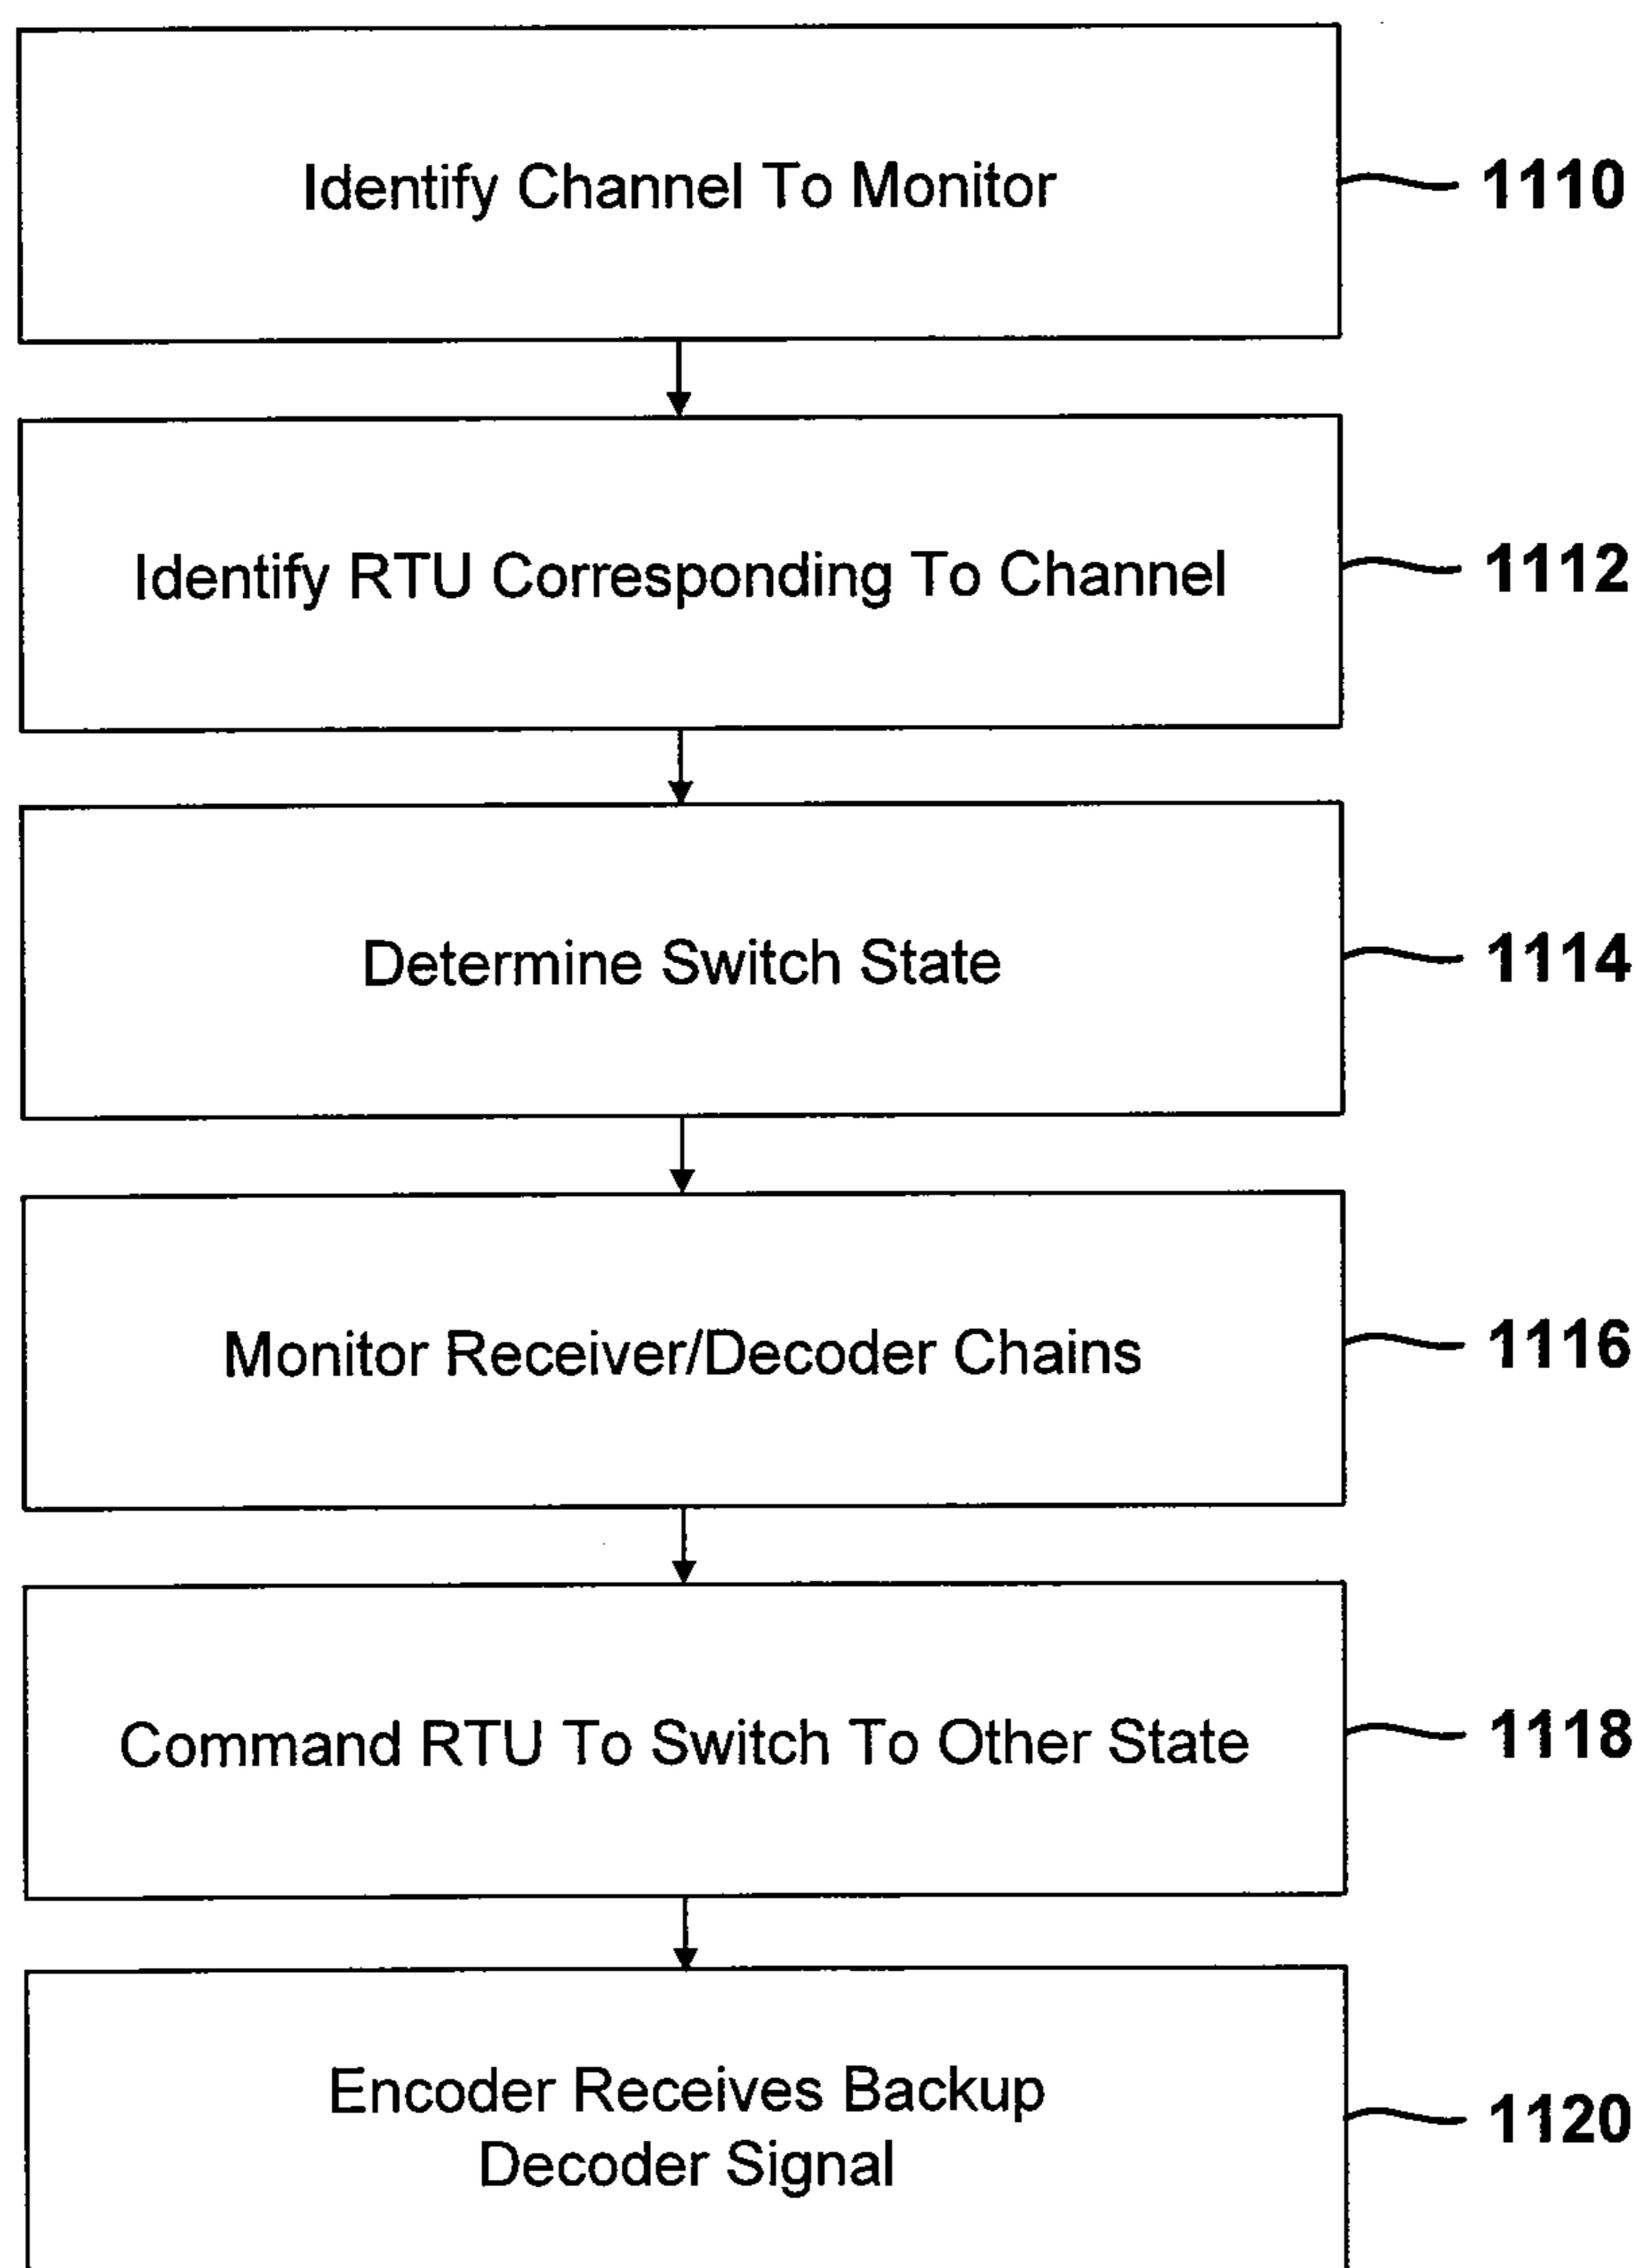 Identify Channel To Monitor
1110
Identify RTU Corresponding To Channel
1112
Determine Switch State
1114
Monitor Receiver/Decoder Chains
1116
Command RTU To Switch To Other State
1118
Encoder Receives Backup
Decoder Signal
1120